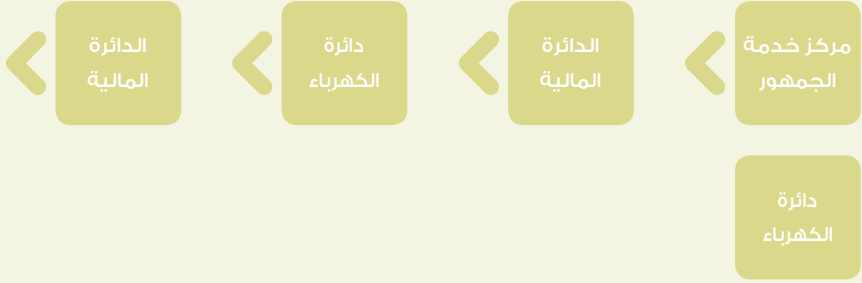 مركز خدمة
الجمهور
الدائرة
المالية
دائرة
الكهرباء
الدائرة
المالية
دائرة
الكهرباء